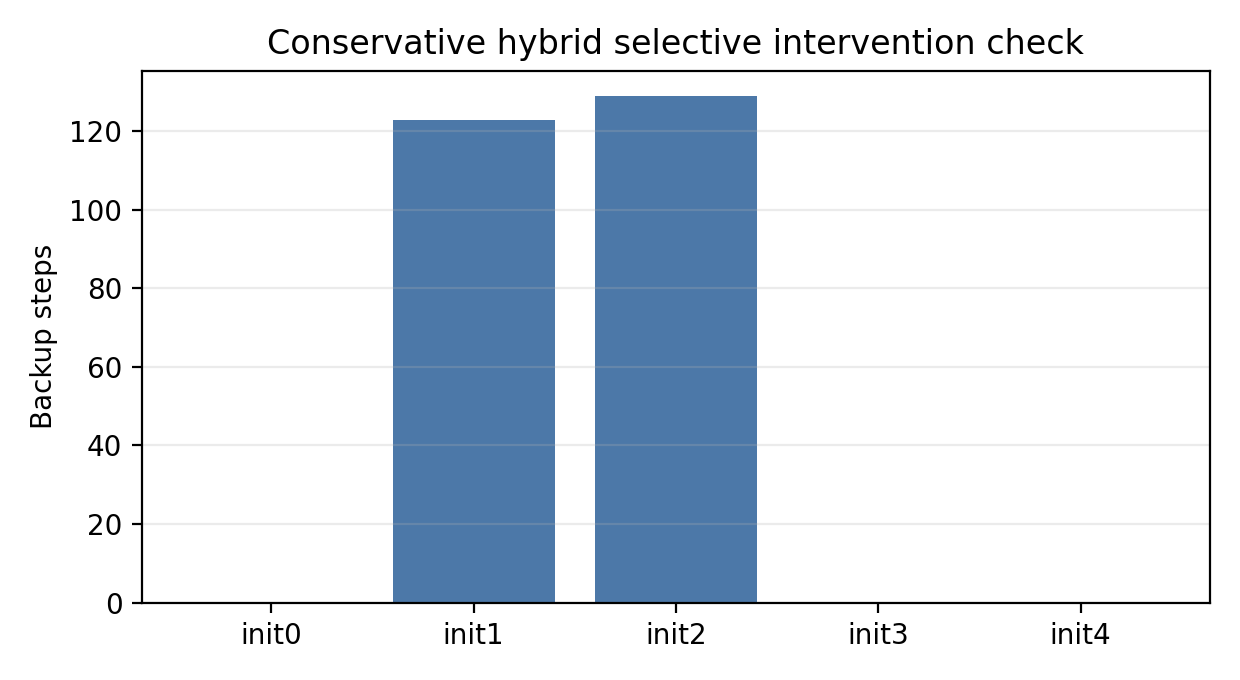 Conservative hybrid selective intervention check
Backup steps
120
100
80
60
40
20
0
init0 init1 init2 init3 init4